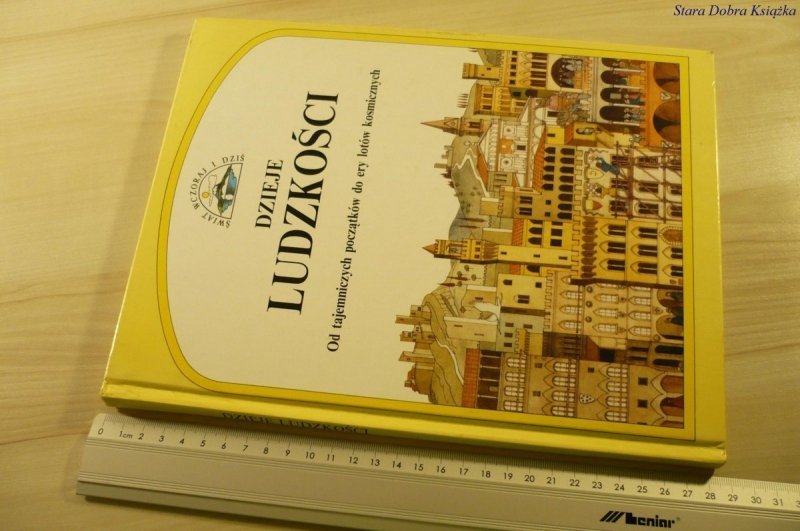 Stara Dobra Książka
ŚWIAT WCZORAJ I DZIŚ
DZIEJE
LUDZKOŚCI
Od tajemniczych początków do ery lotów kosmicznych
DZIEJE LUDZKOŚCI
0 1cm 2 3 4 5 6 7 8 9 10 11 12 13 14 15 16 17 18 19 20 21 22 23 24 25 26 27 28 29 30 31
leniar